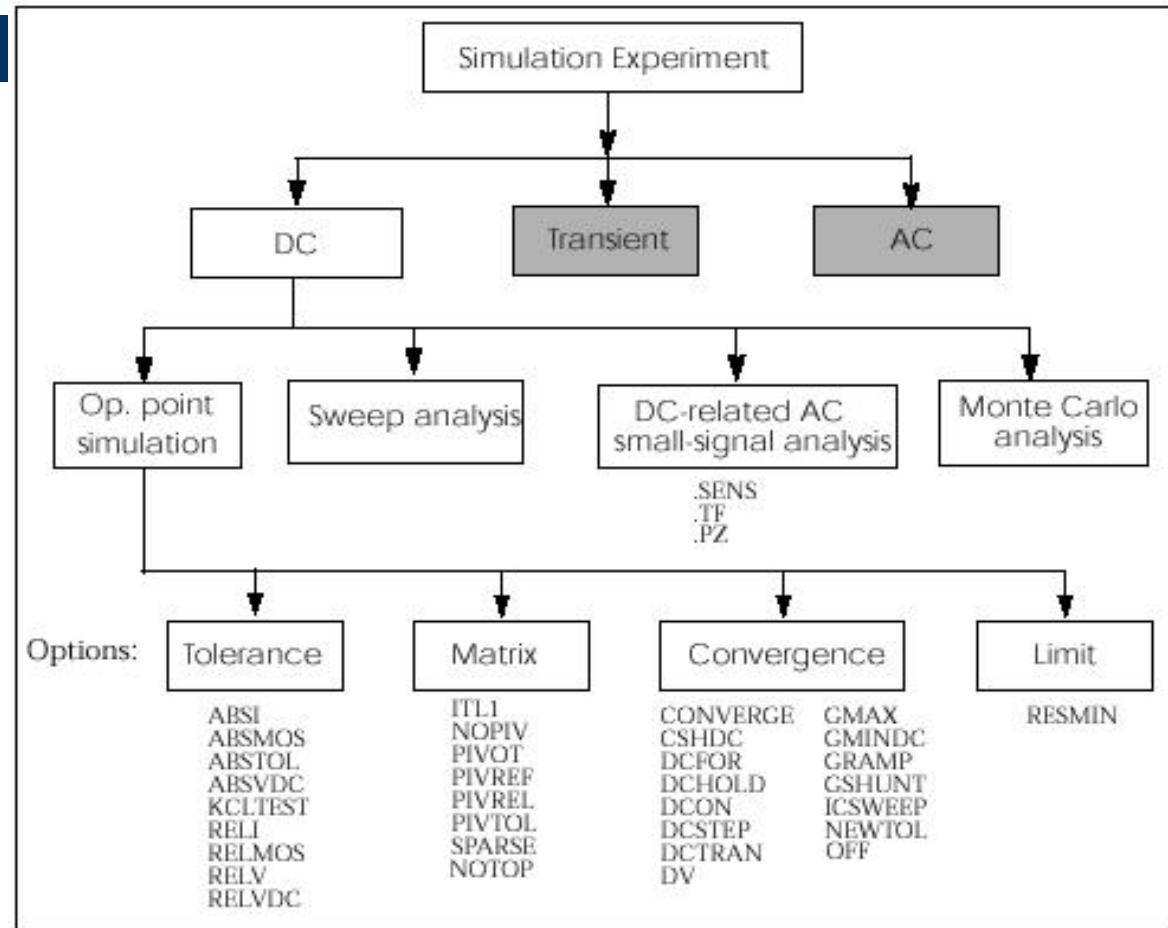 Simulation Experiment
DC
Transient
AC
Op. point
simulation
Sweep analysis
DC-related AC
small-signal analysis
Monte Carlo
analysis
.SENS
.TF
.PZ
Options:
Tolerance
Matrix
Convergence
Limit
ABSI
ABSMOS
ABSTOL
ABSVDC
KCLTEST
RELI
RELMOS
RELV
RELVDC
ITL1
NOPIV
PIVOT
PIVREF
PIVREL
PIVTOL
SPARSE
NOTOP
CONVERGE
CSHDC
DCFOR
DCHOLD
DCON
DCSTEP
DCTRAN
DV
GMAX
GMINDC
GRAMP
GSHUNT
ICSWEEP
NEWTOL
OFF
RESMIN